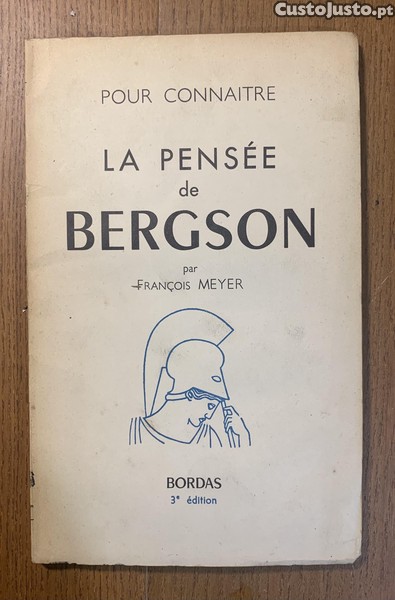 CustoJusto.pt
POUR CONNAITRE
LA PENSÉE
de
BERGSON
par
FRANÇOIS MEYER
BORDAS
3e édition